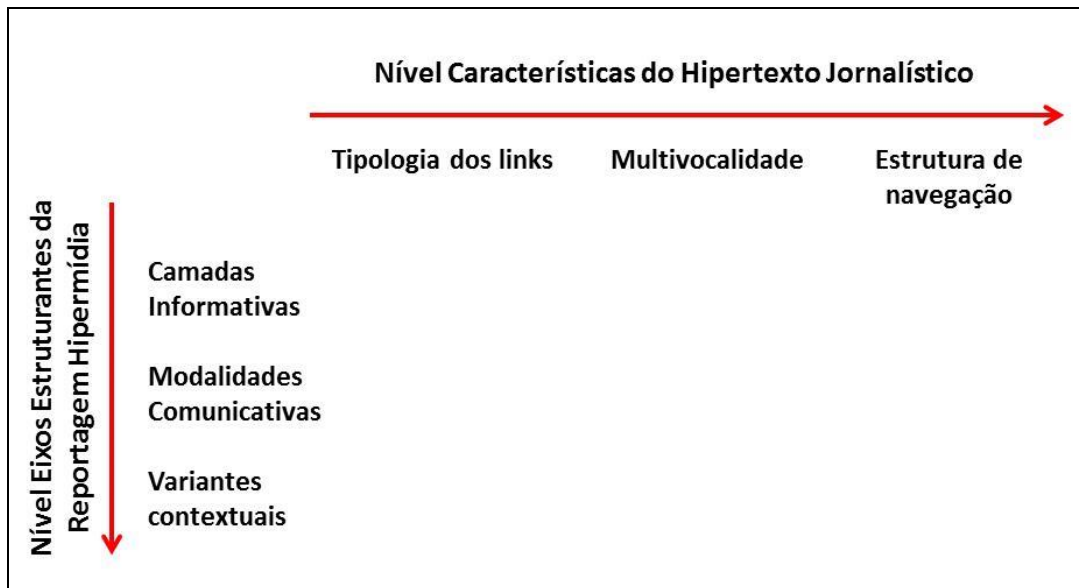 Nível Características do Hipertexto Jornalístico
Tipologia dos links
Multivocalidade
Estrutura de
navegação
Nível Eixos Estruturantes da
Reportagem Hipermídia
Camadas
Informativas
Modalidades
Comunicativas
Variantes
contextuais